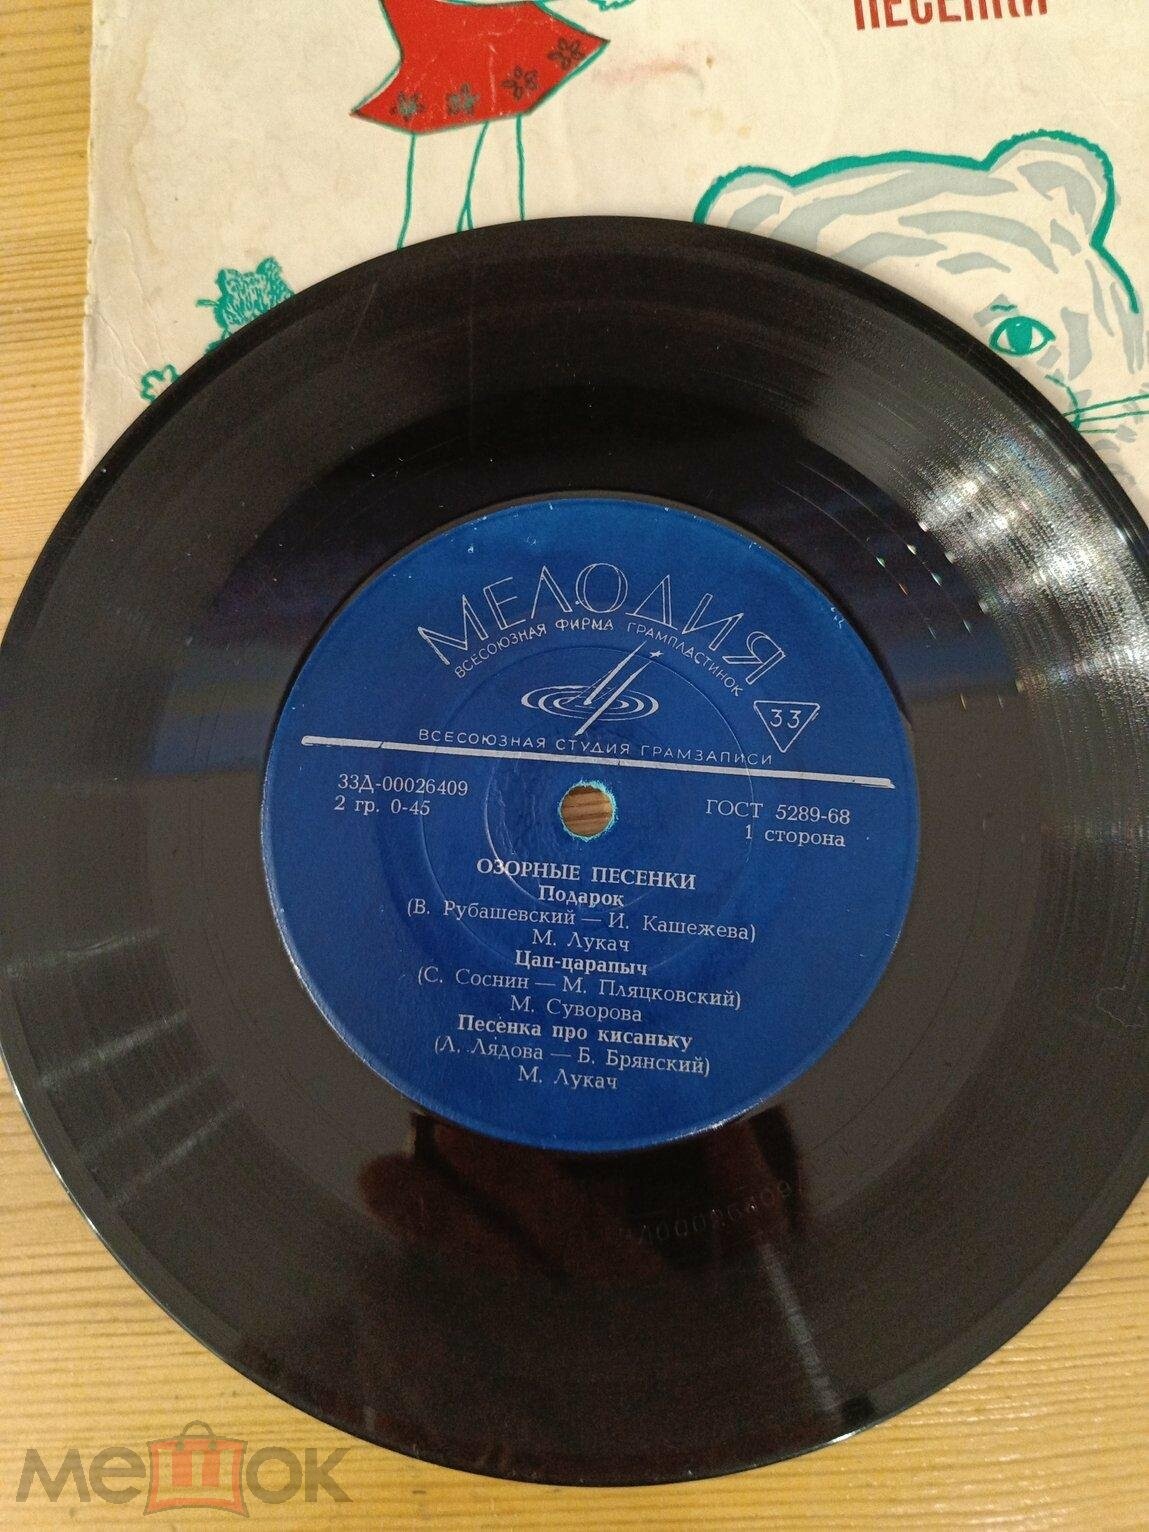 ПЕСЕНКИ
МЕЛОДИЯ
ВСЕСОЮЗНАЯ ФИРМА ГРАМПЛАСТИНОК
33
ВСЕСОЮЗНАЯ СТУДИЯ ГРАМЗАПИСИ
33Д-00026409
2 гр. 0-45
ГОСТ 5289-68
1 сторона
ОЗОРНЫЕ ПЕСЕНКИ
Подарок
(В. Рубашевский — И. Кашежева)
М. Лукач
Цап-царапыч
(С. Соснин — М. Пляцковский)
М. Суворова
Песенка про кисаньку
(Л. Лядова — Б. Брянский)
М. Лукач
мешок